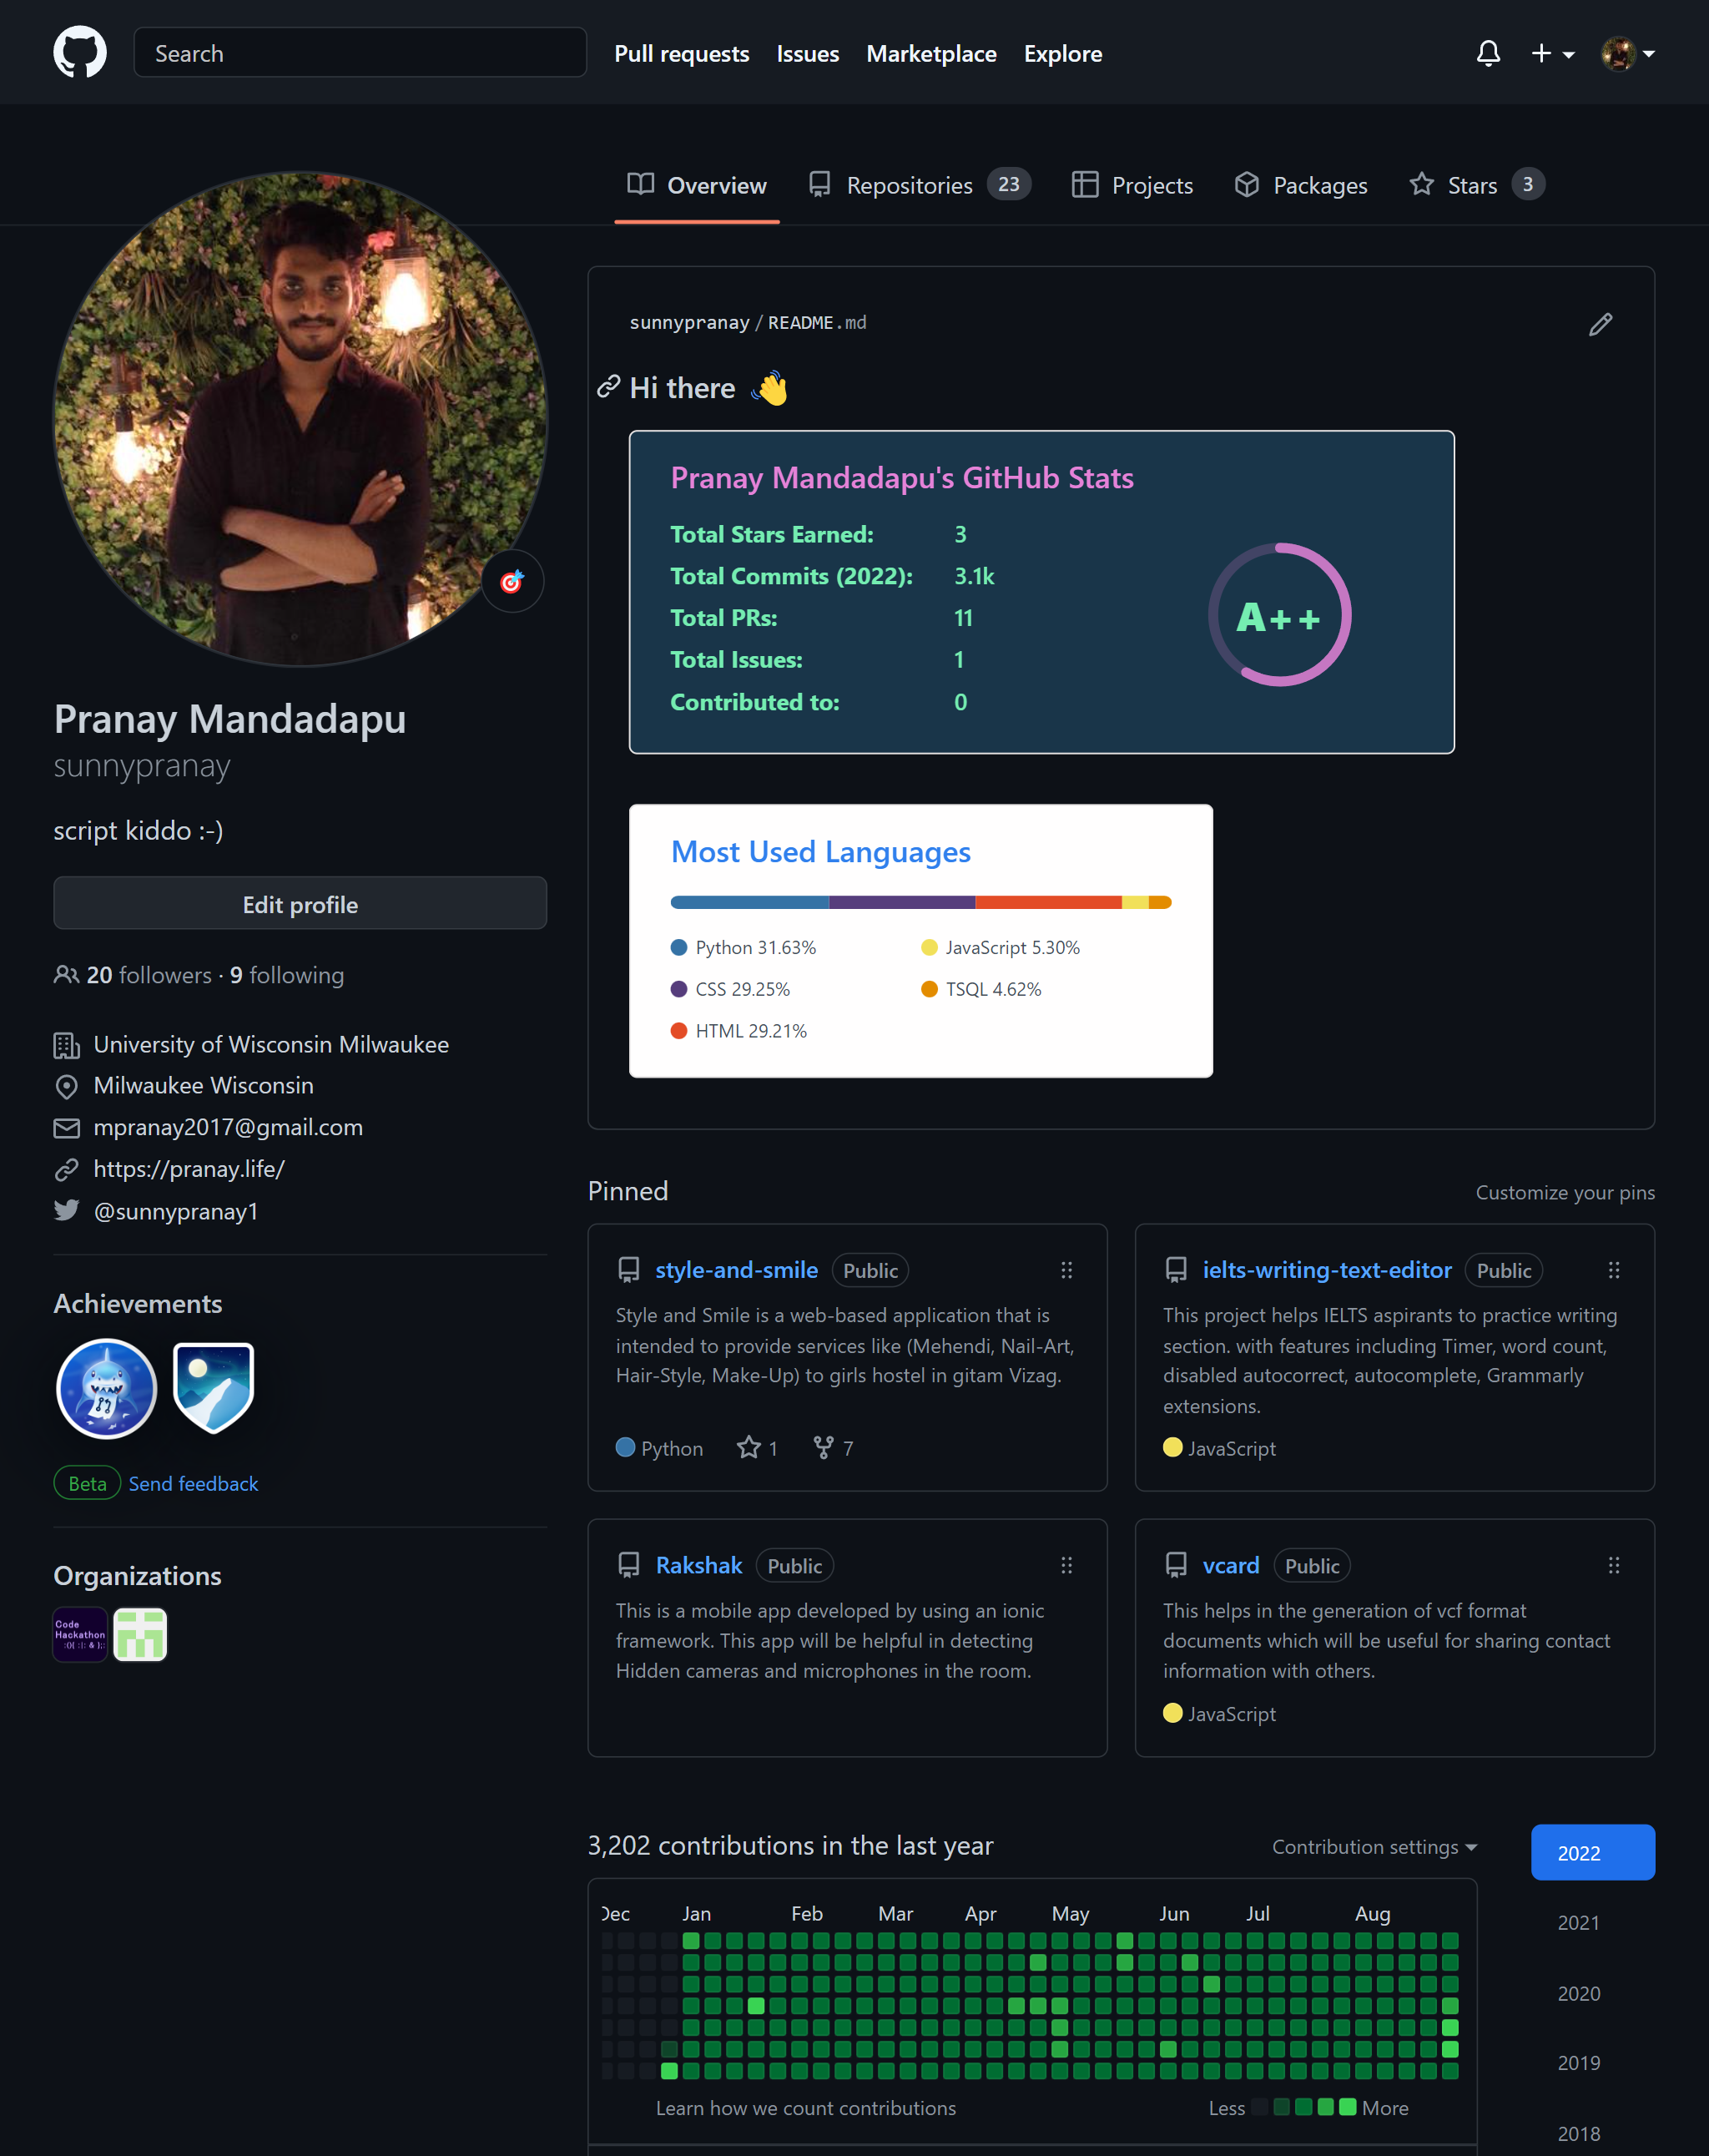 Search
Pull requests
Issues
Marketplace
Explore
Overview
Repositories 23
Projects
Packages
Stars 3
sunnypranay / README.md
Hi there 👋
Pranay Mandadapu's GitHub Stats
Total Stars Earned: 3
Total Commits (2022): 3.1k
Total PRs: 11
Total Issues: 1
Contributed to: 0
A++
Most Used Languages
Python 31.63%
JavaScript 5.30%
CSS 29.25%
TSQL 4.62%
HTML 29.21%
Pranay Mandadapu
sunnypranay
script kiddo :-)
Edit profile
20 followers · 9 following
University of Wisconsin Milwaukee
Milwaukee Wisconsin
mpranay2017@gmail.com
https://pranay.life/
@sunnypranay1
Achievements
Beta Send feedback
Organizations
Code
Hackathon
:(){ :|: & };:
Pinned
Customize your pins
style-and-smile Public
Style and Smile is a web-based application that is
intended to provide services like (Mehendi, Nail-Art,
Hair-Style, Make-Up) to girls hostel in gitam Vizag.
Python 1 7
ielts-writing-text-editor Public
This project helps IELTS aspirants to practice writing
section. with features including Timer, word count,
disabled autocorrect, autocomplete, Grammarly
extensions.
JavaScript
Rakshak Public
This is a mobile app developed by using an ionic
framework. This app will be helpful in detecting
Hidden cameras and microphones in the room.
vcard Public
This helps in the generation of vcf format
documents which will be useful for sharing contact
information with others.
JavaScript
3,202 contributions in the last year
Contribution settings
Dec Jan Feb Mar Apr May Jun Jul Aug
Learn how we count contributions
Less More
2022
2021
2020
2019
2018